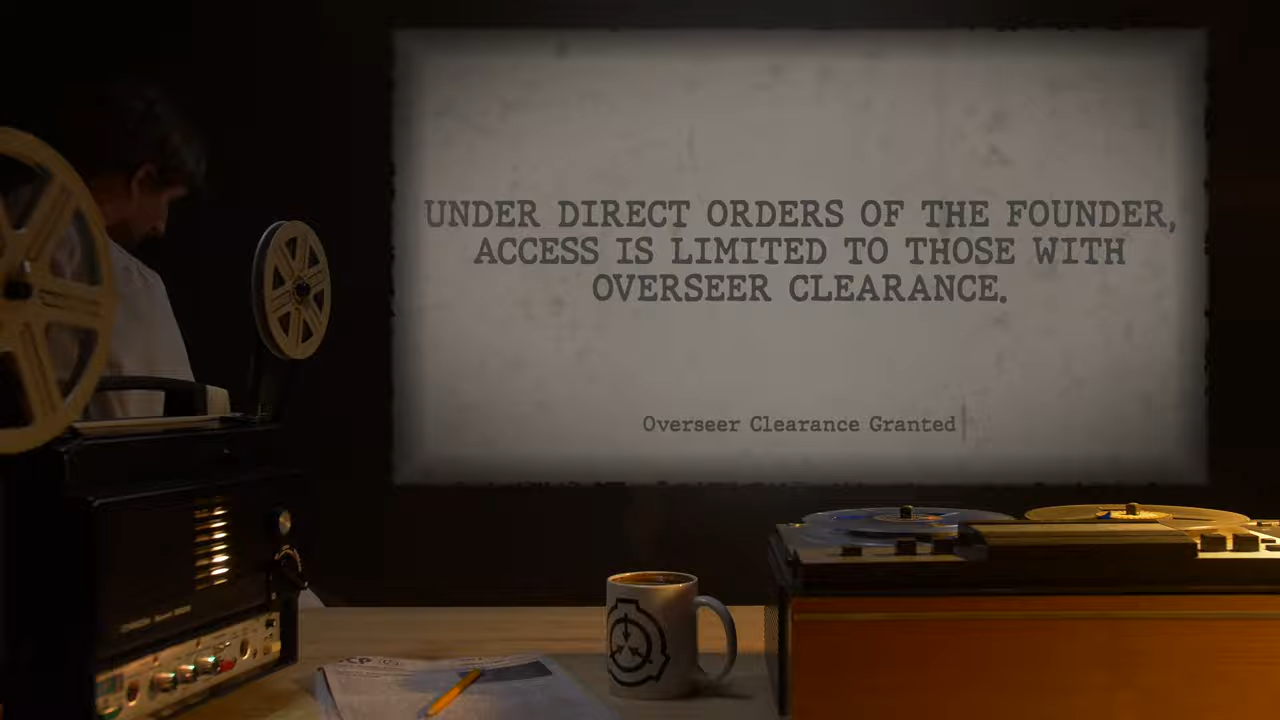 UNDER DIRECT ORDERS OF THE FOUNDER,
ACCESS IS LIMITED TO THOSE WITH
OVERSEER CLEARANCE.
Overseer Clearance Granted